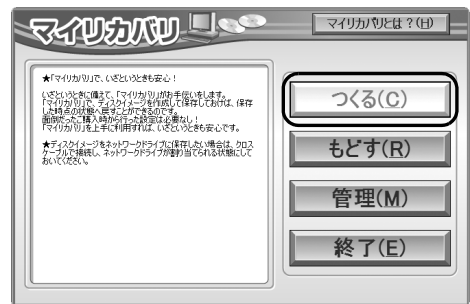 マイリカバリ
マイリカバリとは？(H)
★「マイリカバリ」で、いざというときも安心！
いざというときに備えて、「マイリカバリ」がお手伝いをします。
「マイリカバリ」で、ディスクイメージを作成して保存しておけば、保存
した時点の状態へ戻すことができるのです。
面倒だったご購入時から行った設定は必要なし！
「マイリカバリ」を上手に利用すれば、いざというときも安心です。
★ディスクイメージをネットワークドライブに保存したい場合は、クロス
ケーブルで接続し、ネットワークドライブが割り当てられる状態にして
おいてください。
つくる(C)
もどす(R)
管理(M)
終了(E)